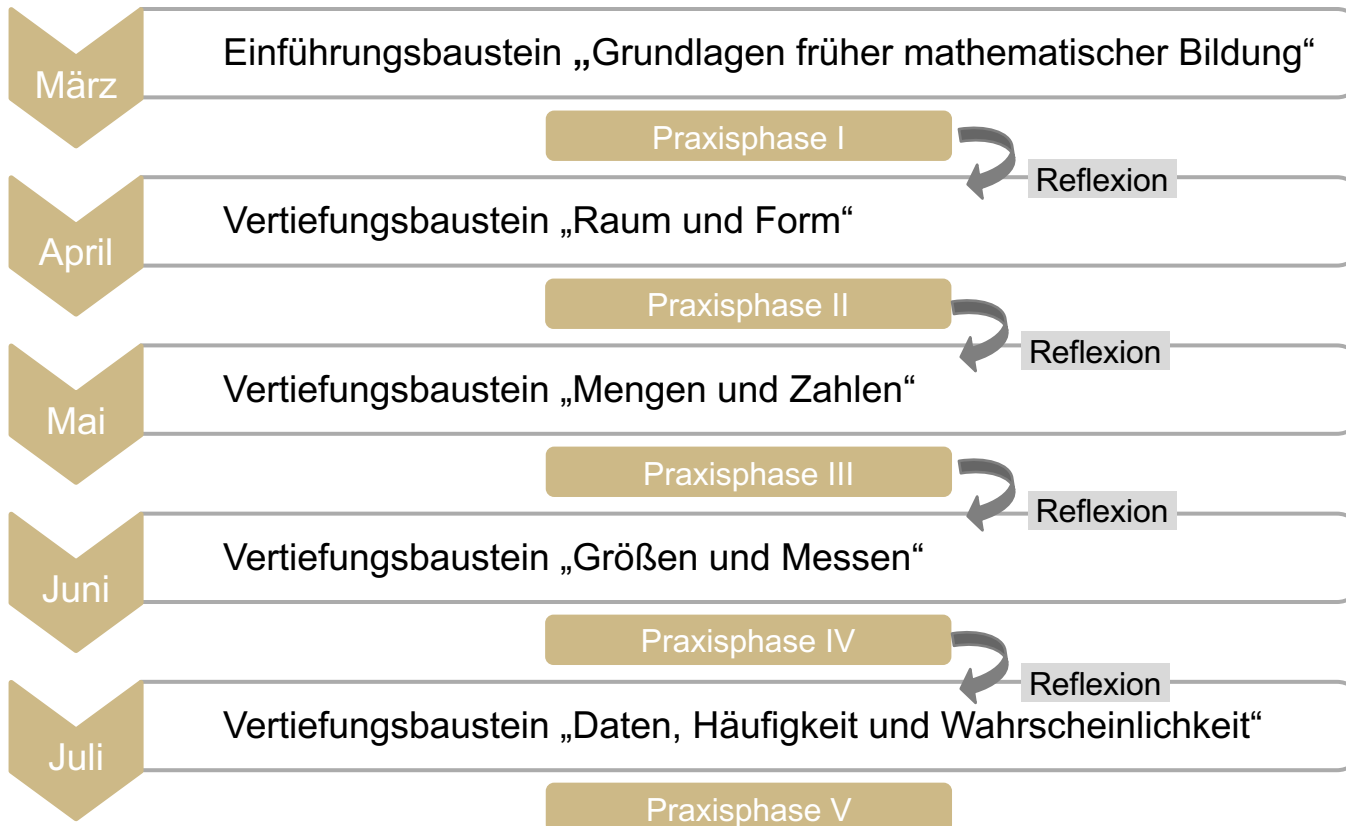 März
Einführungsbaustein „Grundlagen früher mathematischer Bildung“
Praxisphase I
Reflexion
April
Vertiefungsbaustein „Raum und Form“
Praxisphase II
Reflexion
Mai
Vertiefungsbaustein „Mengen und Zahlen“
Praxisphase III
Reflexion
Juni
Vertiefungsbaustein „Größen und Messen“
Praxisphase IV
Reflexion
Juli
Vertiefungsbaustein „Daten, Häufigkeit und Wahrscheinlichkeit“
Praxisphase V